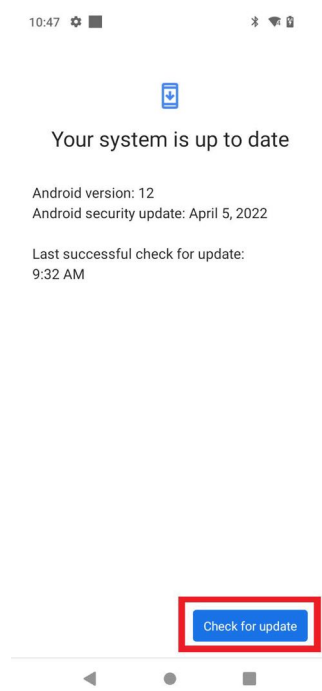 10:47
Your system is up to date
Android version: 12
Android security update: April 5, 2022
Last successful check for update:
9:32 AM
Check for update